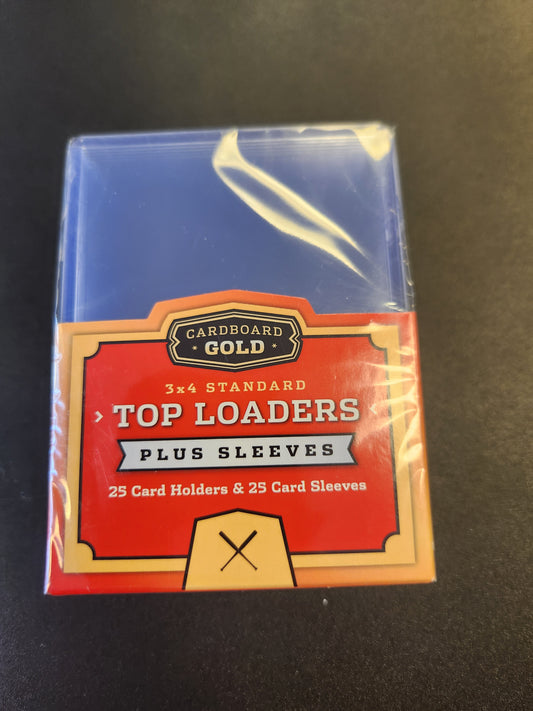 CARDBOARD
GOLD
3x4 STANDARD
TOP LOADERS
PLUS SLEEVES
25 Card Holders & 25 Card Sleeves